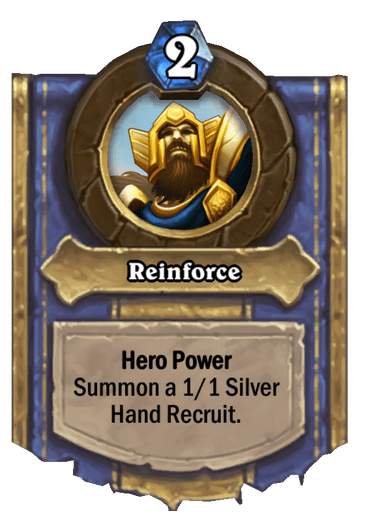 2
Reinforce
Hero Power
Summon a 1/1 Silver
Hand Recruit.